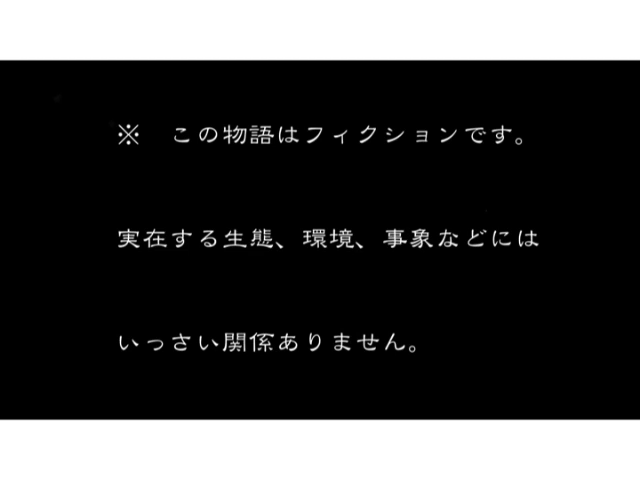 ※　この物語はフィクションです。
実在する生態、環境、事象などには
いっさい関係ありません。